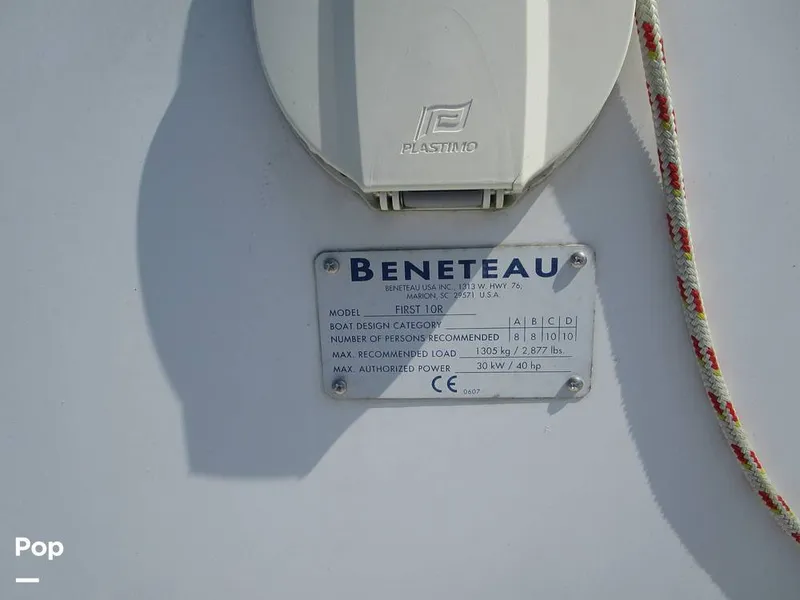 PLASTIMO
BENETEAU
BENETEAU USA INC., 1313 W. HWY 76,
MARION, SC 29571 U.S.A.
MODEL FIRST 10R
BOAT DESIGN CATEGORY A B C D
NUMBER OF PERSONS RECOMMENDED 8 8 10 10
MAX. RECOMMENDED LOAD 1305 kg / 2,877 lbs.
MAX. AUTHORIZED POWER 30 kW / 40 hp
CE 0607
Pop